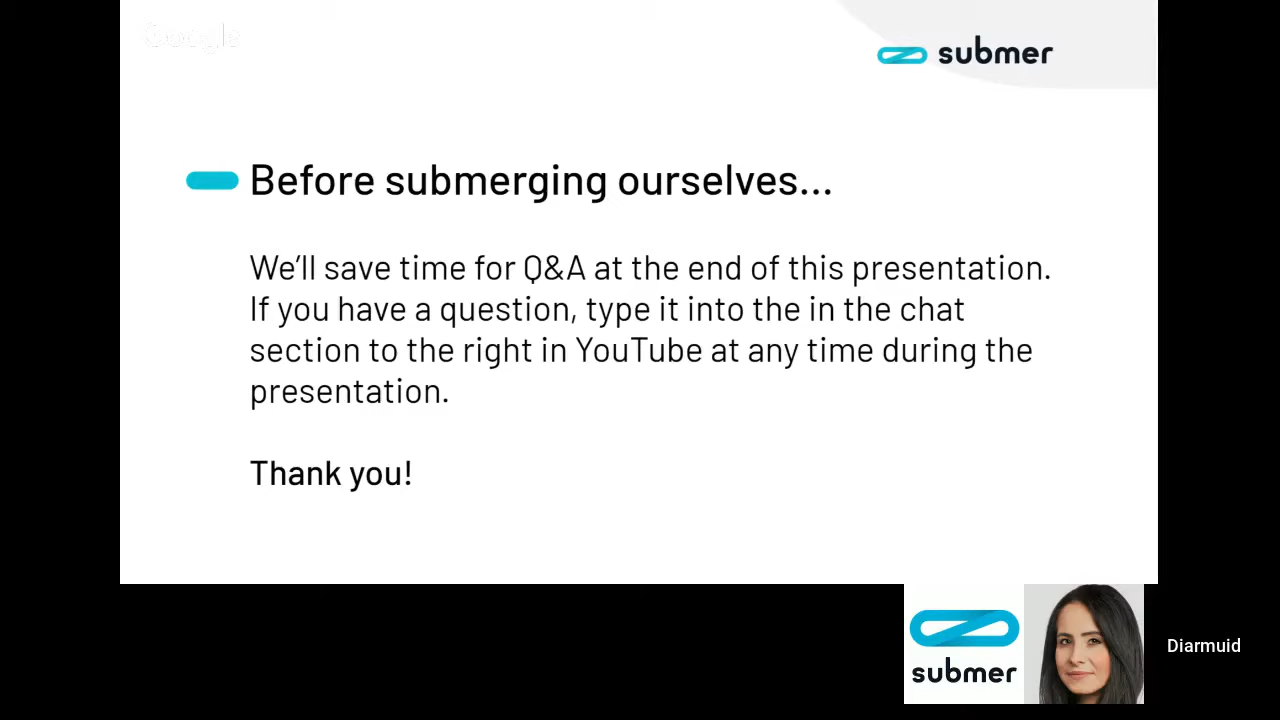 Google
submer
Before submerging ourselves...
We'll save time for Q&A at the end of this presentation.
If you have a question, type it into the in the chat
section to the right in YouTube at any time during the
presentation.
Thank you!
submer
Diarmuid